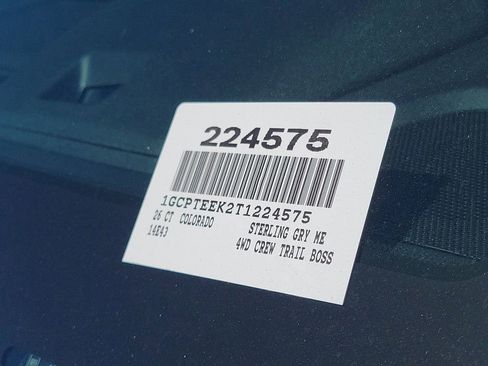 224575
1GCPTEEK2T1224575
26 CT COLORADO STERLING GRY ME
14E43 4WD CREW TRAIL BOSS